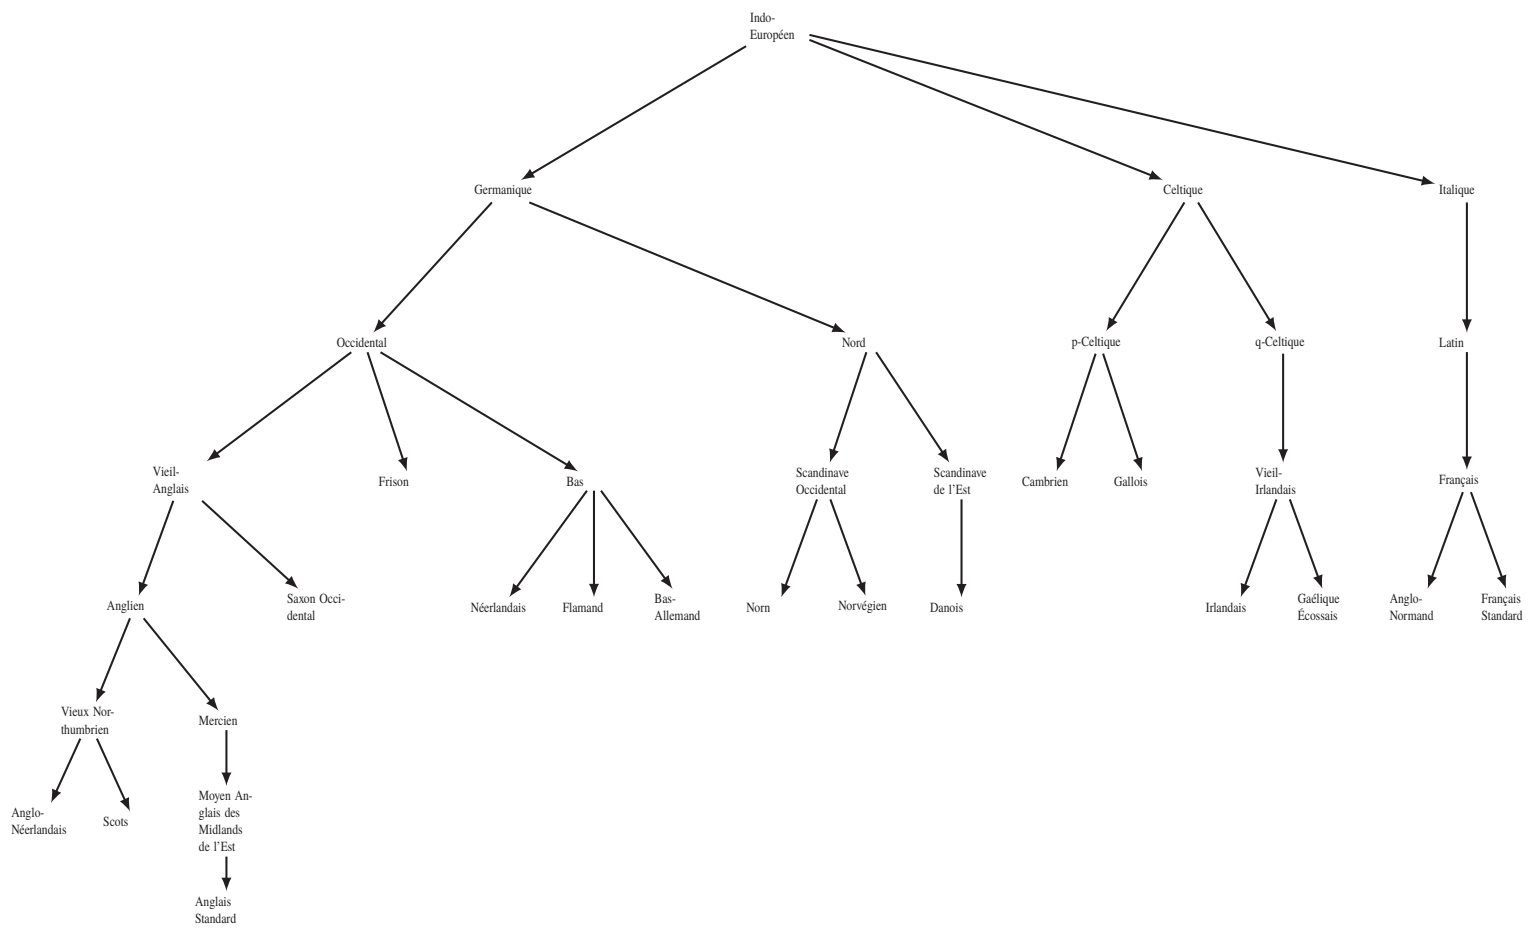 Indo-
Européen
Germanique
Celtique
Italique
Occidental
Nord
p-Celtique
q-Celtique
Latin
Vieil-
Anglais
Frison
Bas
Scandinave
Occidental
Scandinave
de l’Est
Cambrien
Gallois
Vieil-
Irlandais
Français
Anglien
Saxon Occi-
dental
Néerlandais
Flamand
Bas-
Allemand
Norn
Norvégien
Danois
Irlandais
Gaélique
Écossais
Anglo-
Normand
Français
Standard
Vieux Nor-
thumbrien
Mercien
Anglo-
Néerlandais
Scots
Moyen An-
glais des
Midlands
de l’Est
Anglais
Standard